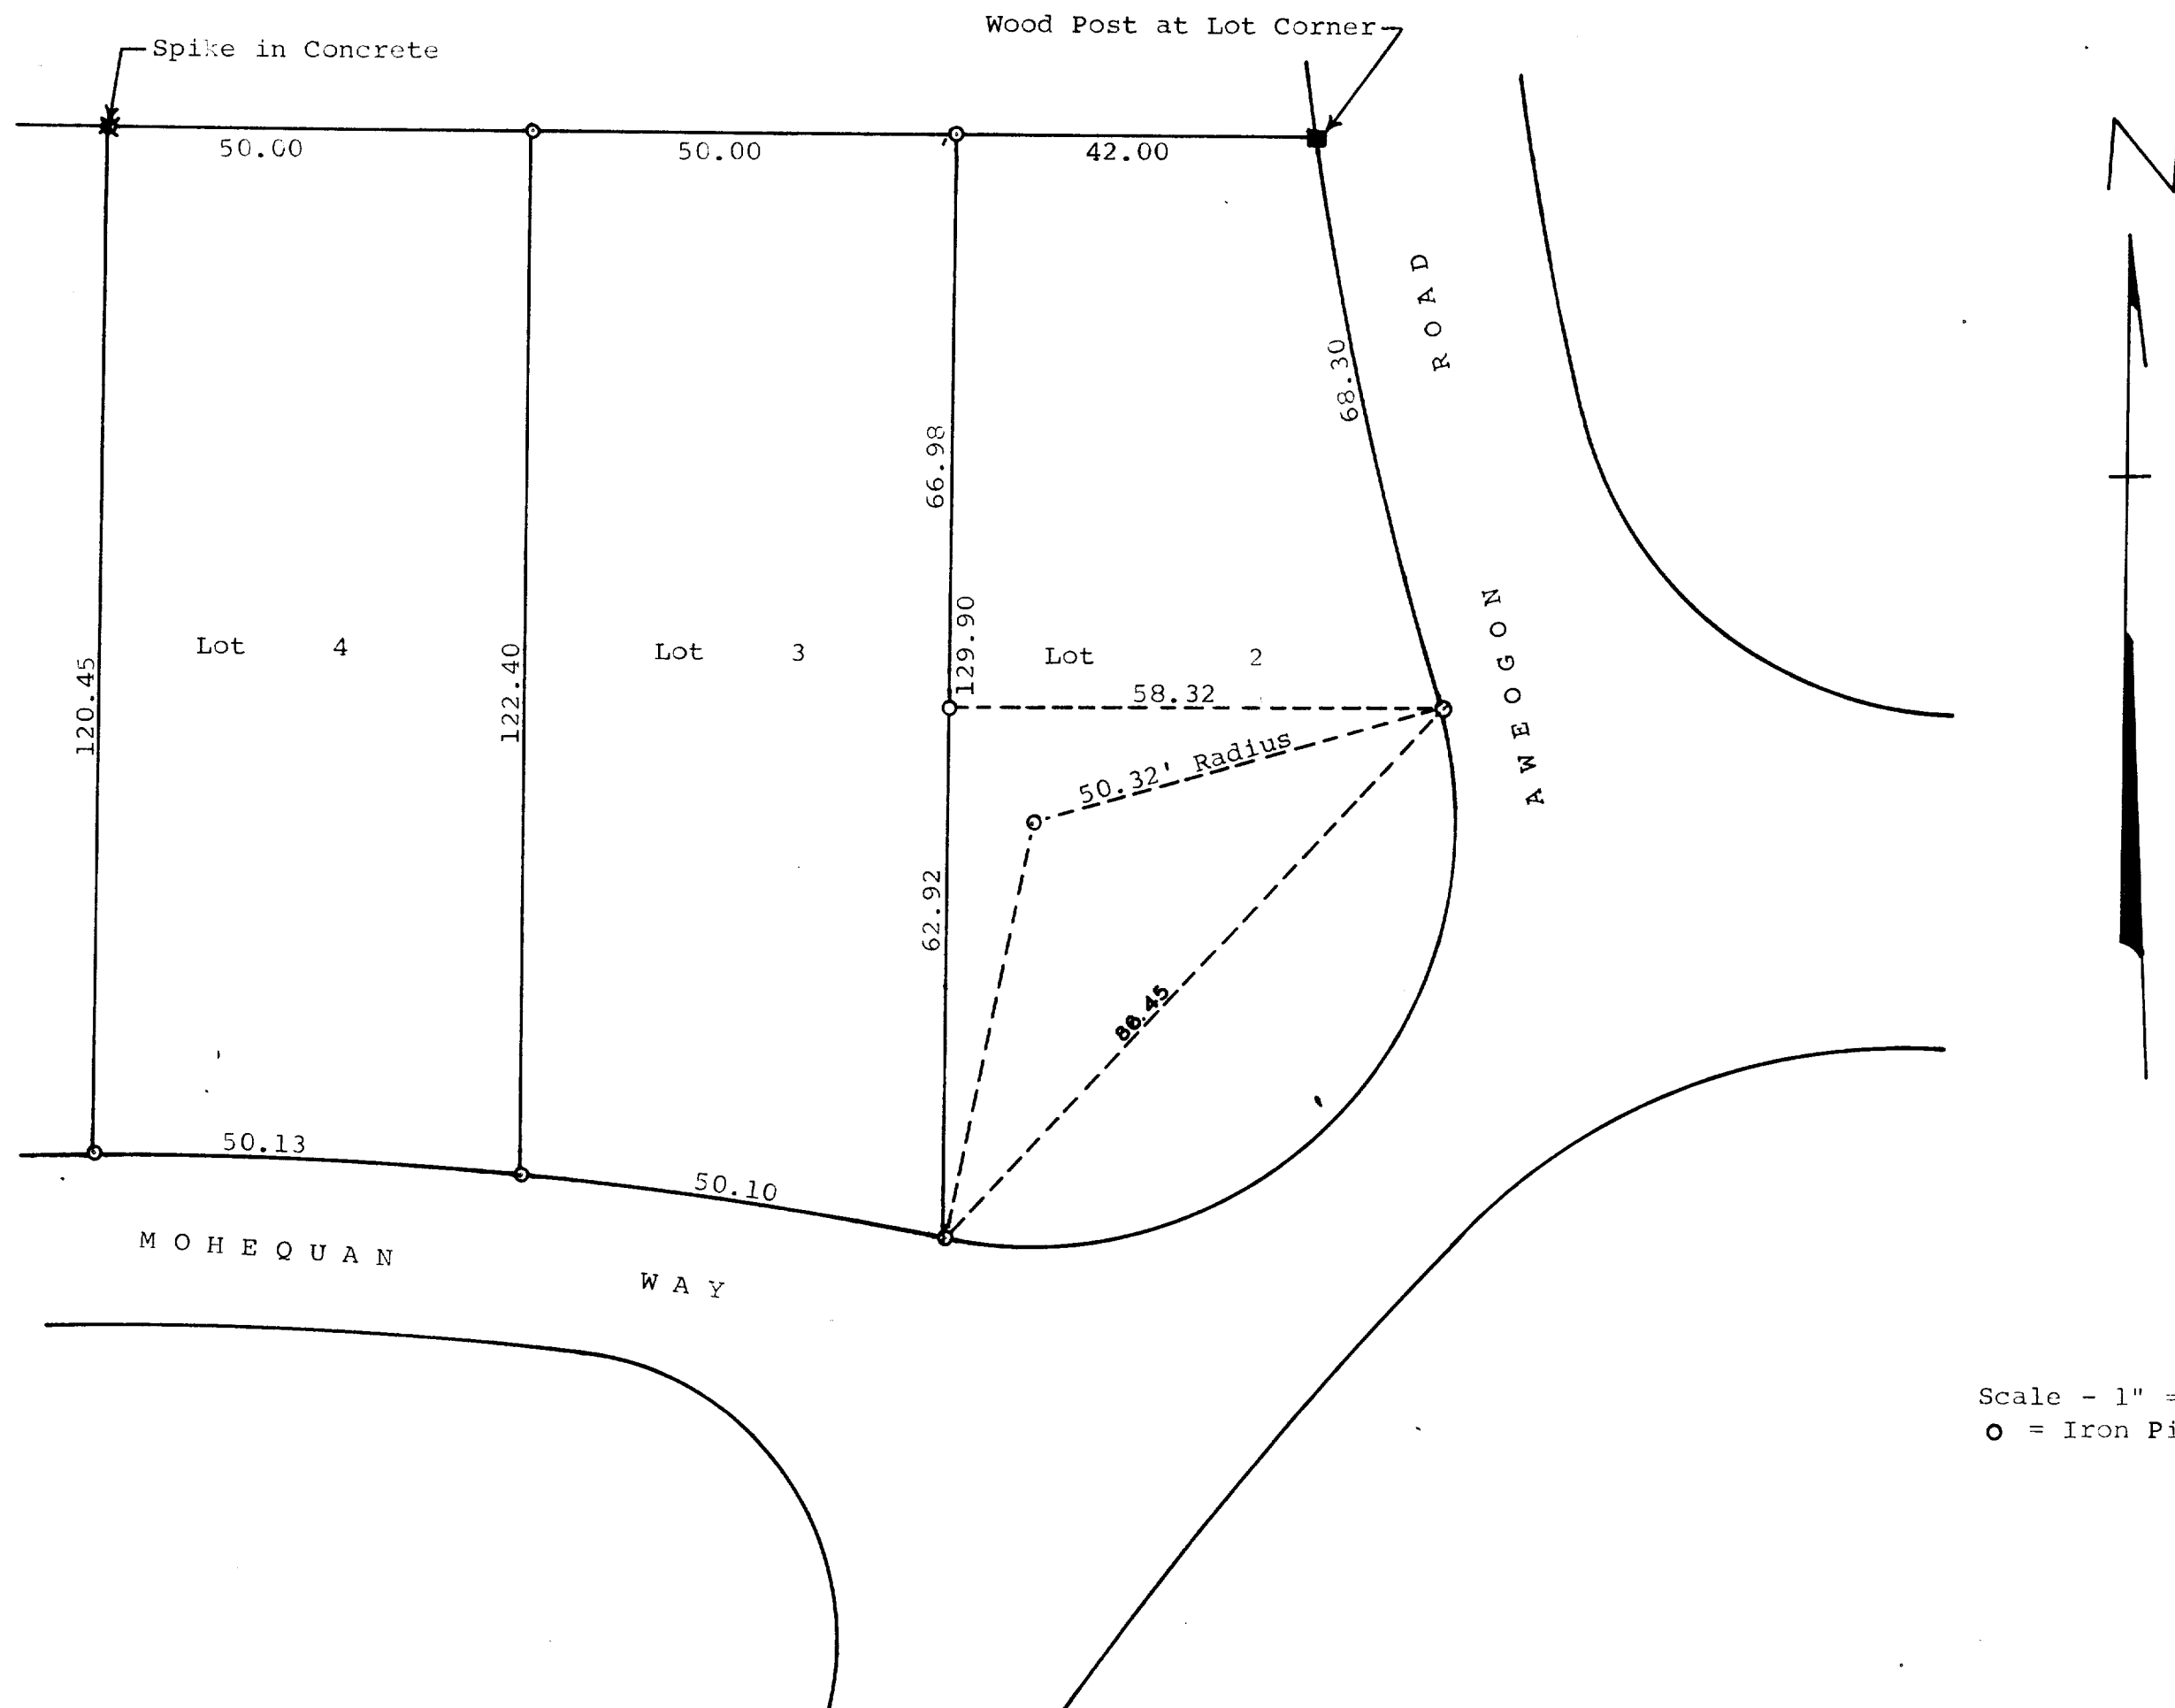 Wood Post at Lot Corner
Spike in Concrete
50.00
50.00
42.00
ROAD
68.30
66.98
129.90
AWEOGON
Lot 4
Lot 3
Lot 2
120.45
122.40
58.32
50.32' Radius
62.92
50.13
50.10
MOHEQUAN WAY
Scale - 1" =
= Iron Pi
N